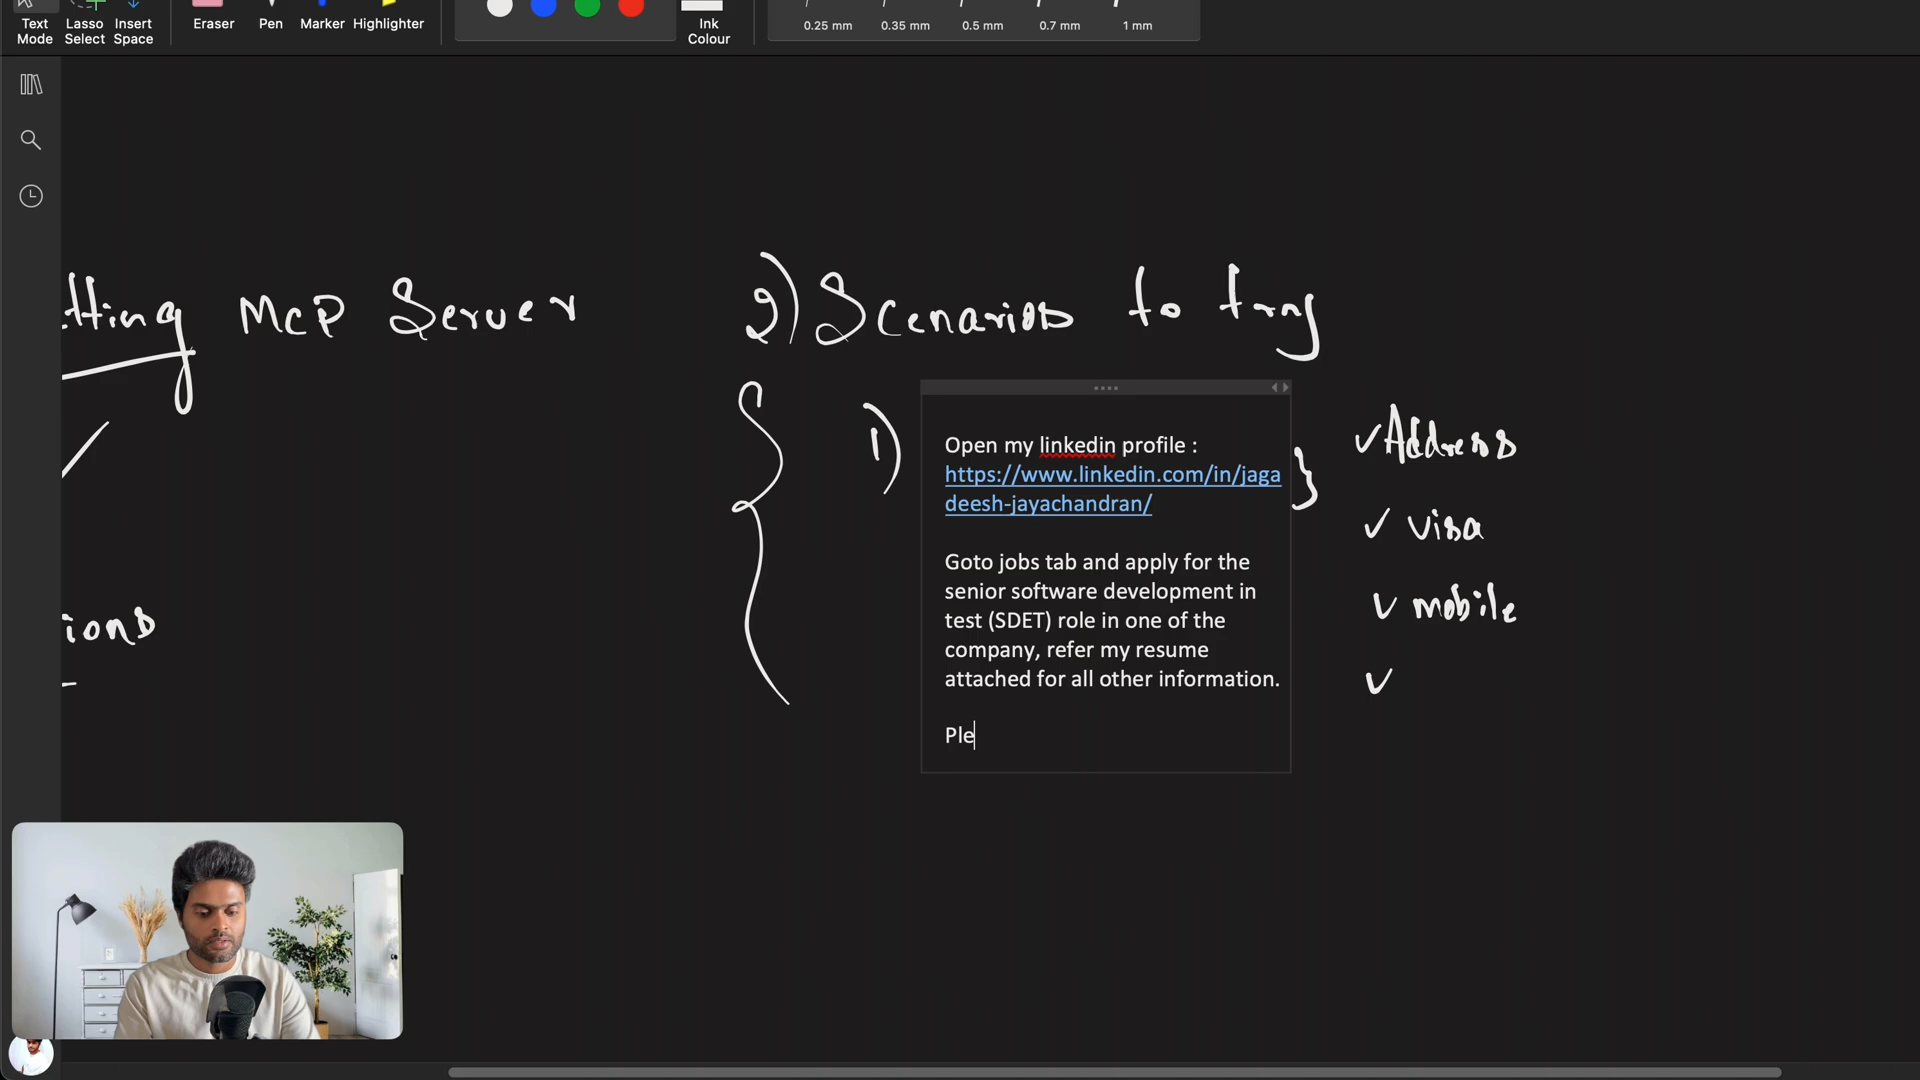 Text Mode
Lasso Select
Insert Space
Eraser
Pen
Marker
Highlighter
Ink Colour
0.25 mm
0.35 mm
0.5 mm
0.7 mm
1 mm
tting MCP Server
2) Scenarios to try
1)
Open my linkedin profile :
https://www.linkedin.com/in/jaga
deesh-jayachandran/
Goto jobs tab and apply for the
senior software development in
test (SDET) role in one of the
company, refer my resume
attached for all other information.
Ple
✓ Address
✓ visa
✓ mobile
✓
ions